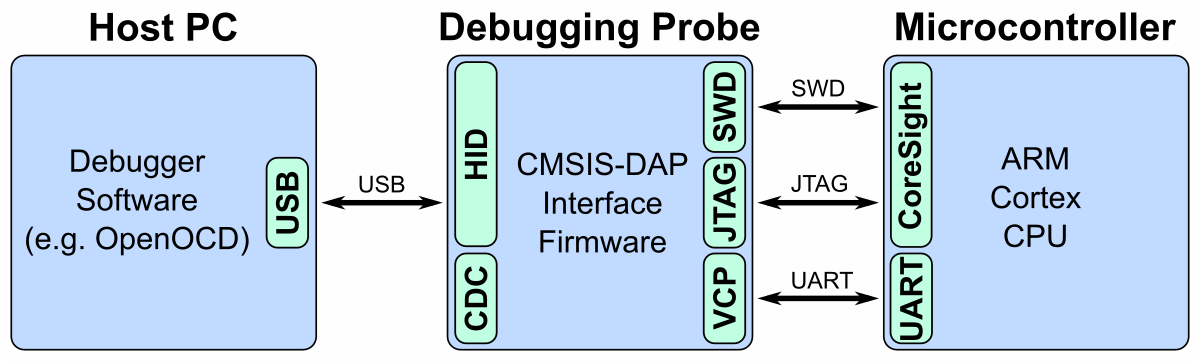 Host PC
Debugger
Software
(e.g. OpenOCD)
USB
USB
Debugging Probe
HID
CDC
CMSIS-DAP
Interface
Firmware
SWD
JTAG
VCP
SWD
JTAG
UART
Microcontroller
CoreSight
UART
ARM
Cortex
CPU